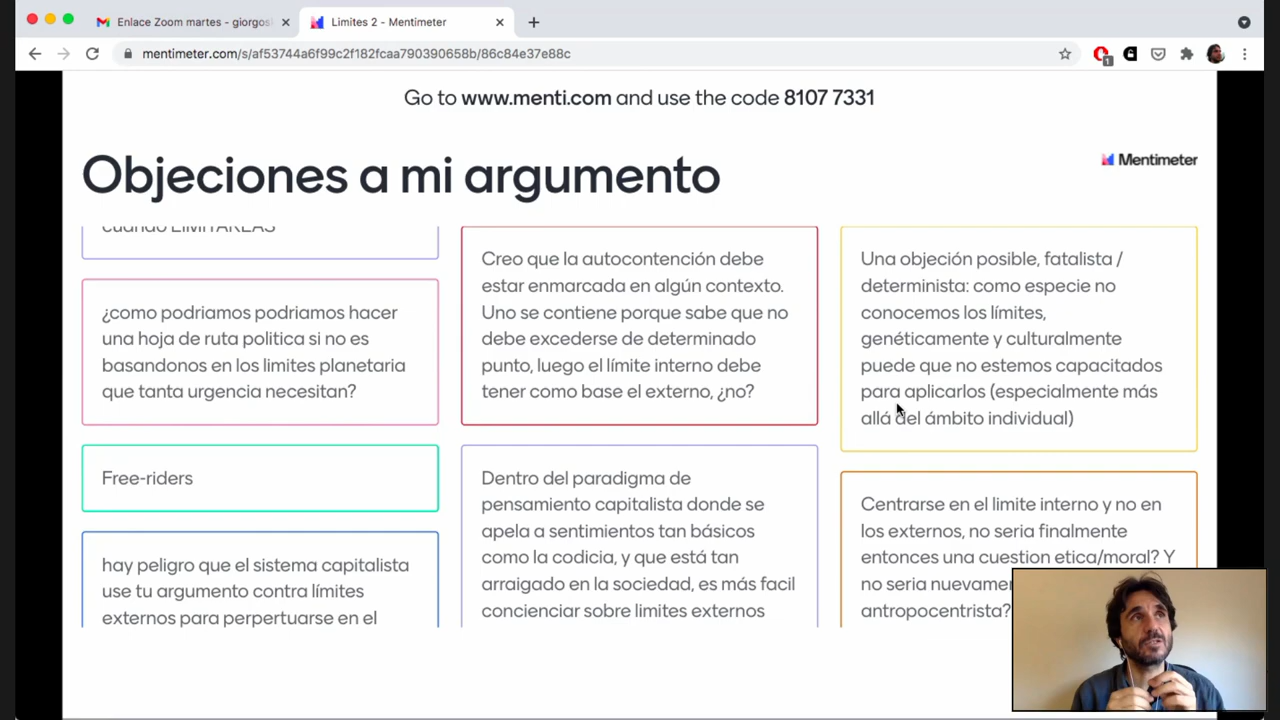 Enlace Zoom martes - giorgosk
Limites 2 - Mentimeter
mentimeter.com/s/af53744a6f99c2f182fcaa790390658b/86c84e37e88c
1
Go to www.menti.com and use the code 8107 7331
Objeciones a mi argumento
Mentimeter
cuando LIMITAREAS
¿como podriamos podriamos hacer
una hoja de ruta politica si no es
basandonos en los limites planetaria
que tanta urgencia necesitan?
Free-riders
hay peligro que el sistema capitalista
use tu argumento contra límites
externos para perpertuarse en el
Creo que la autocontención debe
estar enmarcada en algún contexto.
Uno se contiene porque sabe que no
debe excederse de determinado
punto, luego el límite interno debe
tener como base el externo, ¿no?
Dentro del paradigma de
pensamiento capitalista donde se
apela a sentimientos tan básicos
como la codicia, y que está tan
arraigado en la sociedad, es más facil
concienciar sobre limites externos
Una objeción posible, fatalista /
determinista: como especie no
conocemos los límites,
genéticamente y culturalmente
puede que no estemos capacitados
para aplicarlos (especialmente más
allá del ámbito individual)
Centrarse en el limite interno y no en
los externos, no seria finalmente
entonces una cuestion etica/moral? Y
no seria
antropocentrista?